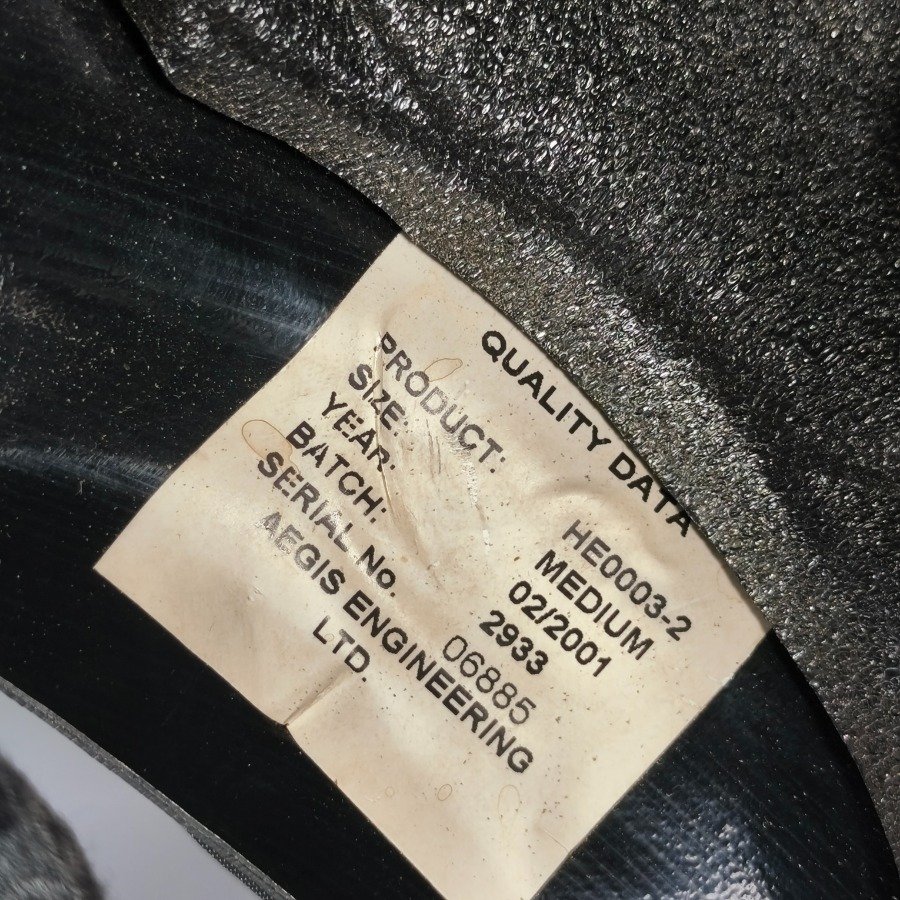 QUALITY DATA
PRODUCT: HE0003-2
SIZE: MEDIUM
YEAR: 02/2001
BATCH: 2933
SERIAL No. 06885
AEGIS ENGINEERING
LTD.